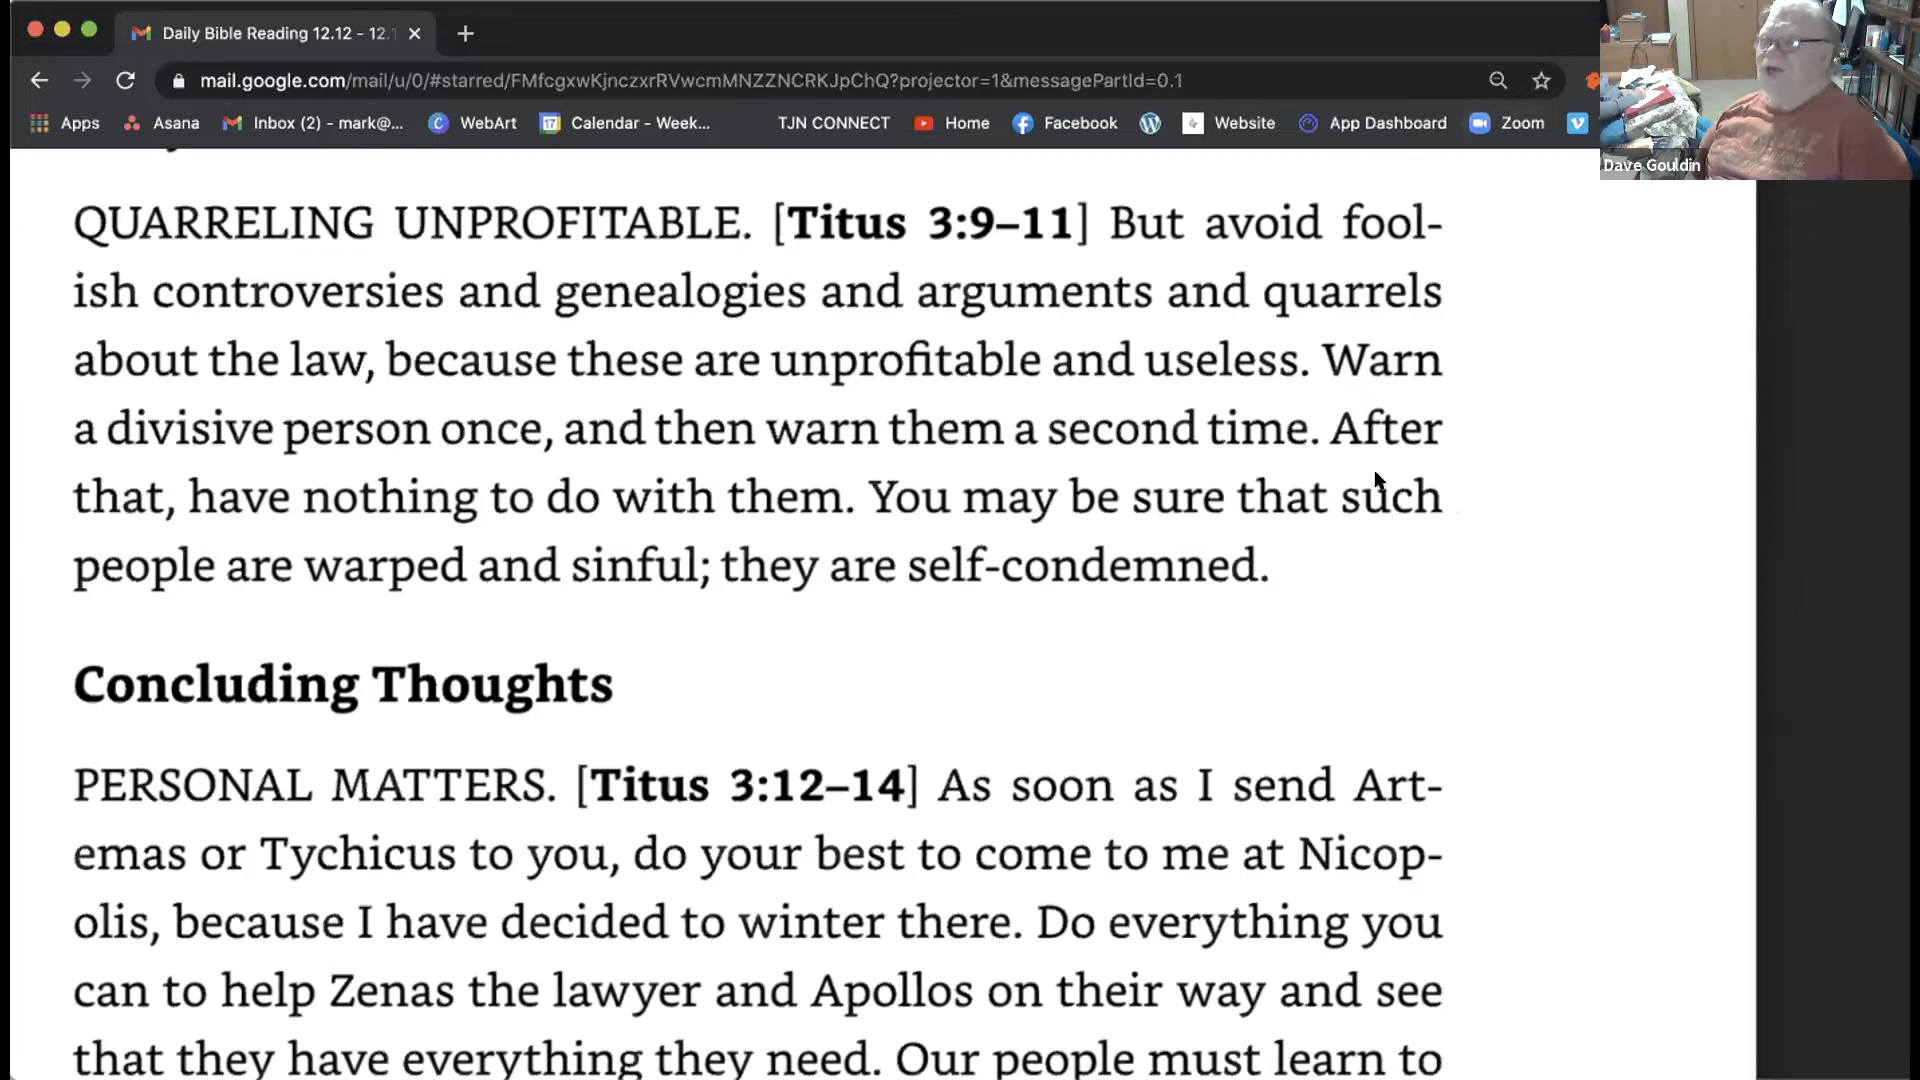 Daily Bible Reading 12.12 - 12.1
mail.google.com/mail/u/0/#starred/FMfcgxwKjnczxrRVwcmMNZZNCRKJpChQ?projector=1&messagePartId=0.1
Apps Asana Inbox (2) - mark@... WebArt Calendar - Week... TJN CONNECT Home Facebook Website App Dashboard Zoom
Dave Gouldin
QUARRELING UNPROFITABLE. [Titus 3:9–11] But avoid fool-
ish controversies and genealogies and arguments and quarrels
about the law, because these are unprofitable and useless. Warn
a divisive person once, and then warn them a second time. After
that, have nothing to do with them. You may be sure that such
people are warped and sinful; they are self-condemned.
Concluding Thoughts
PERSONAL MATTERS. [Titus 3:12–14] As soon as I send Art-
emas or Tychicus to you, do your best to come to me at Nicop-
olis, because I have decided to winter there. Do everything you
can to help Zenas the lawyer and Apollos on their way and see
that they have everything they need. Our people must learn to